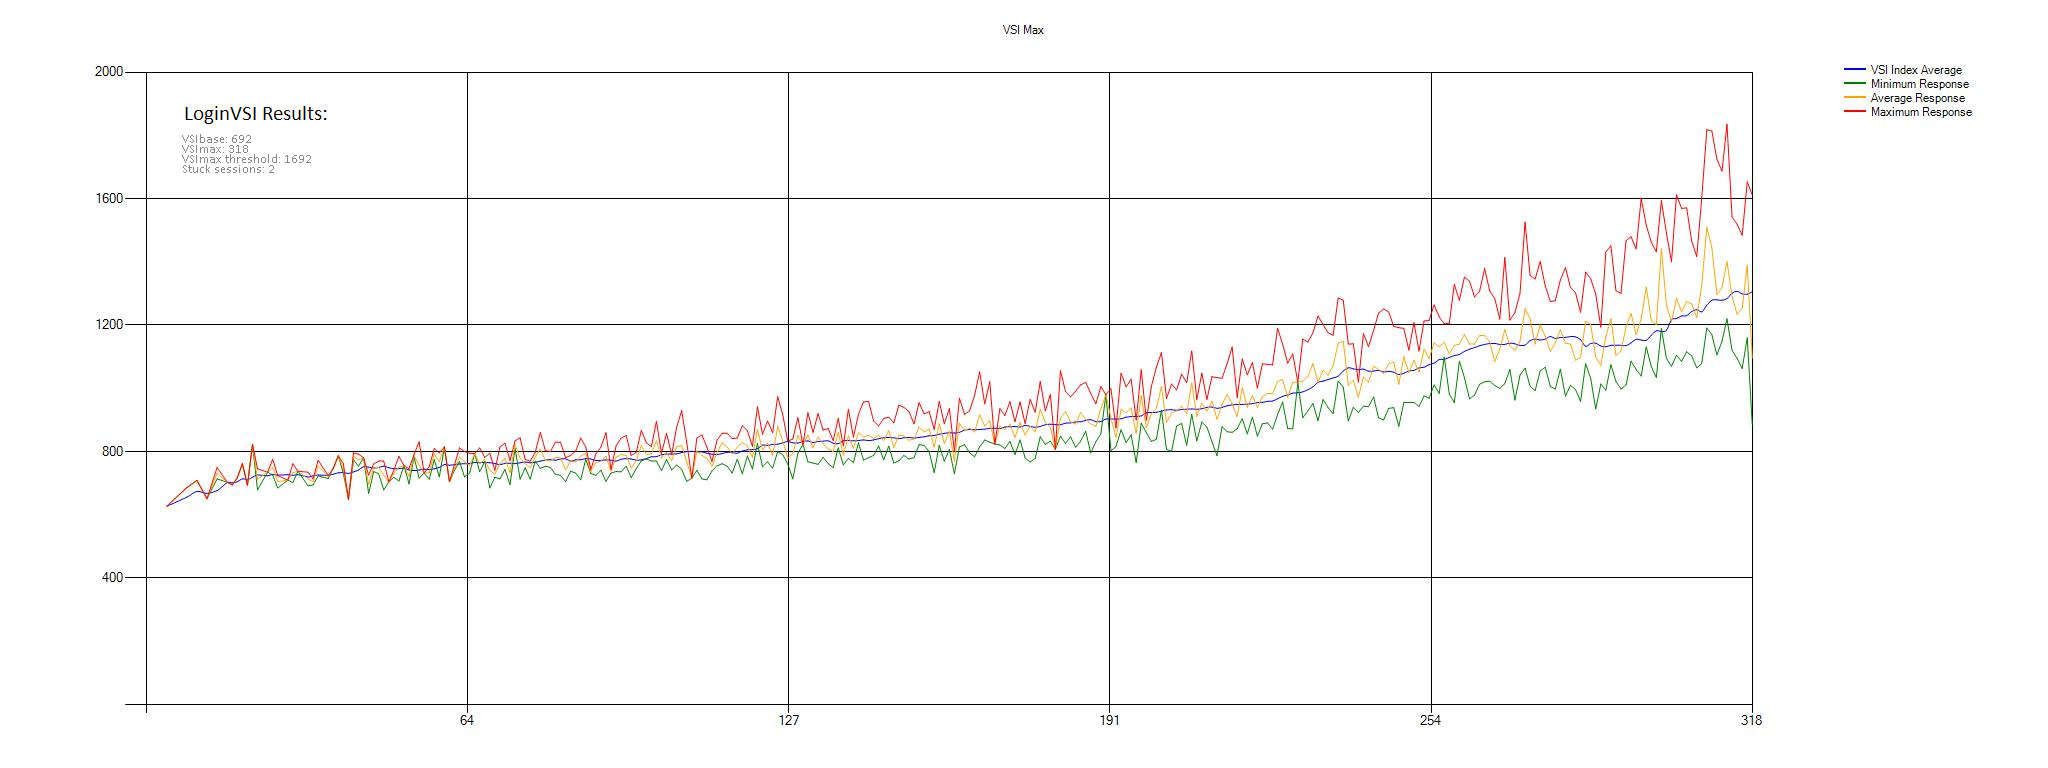 VSI Max
2000
1600
1200
800
400
LoginVSI Results:
VSIbase: 692
VSImax: 318
VSImax threshold: 1692
Stuck sessions: 2
64
127
191
254
318
VSI Index Average
Minimum Response
Average Response
Maximum Response